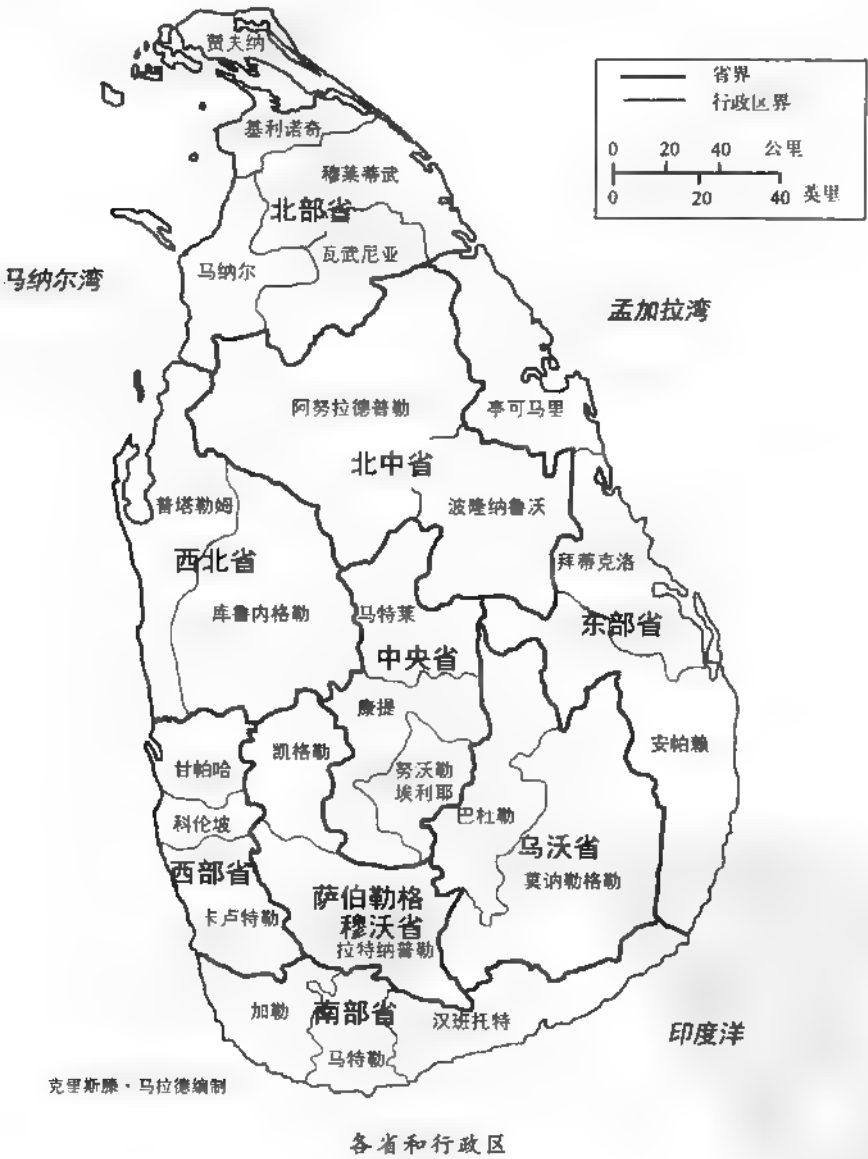 贾夫纳
省界
行政区界
0 20 40 公里
0 20 40 英里
基利诺奇
穆莱蒂武
北部省
瓦武尼亚
马纳尔
马纳尔湾
孟加拉湾
阿努拉德普勒
亭可马里
北中省
普塔勒姆
波隆纳鲁沃
西北省
拜蒂克洛
库鲁内格勒
马特莱
东部省
中央省
康提
凯格勒
安帕赖
甘帕哈
努沃勒
埃利耶
科伦坡
巴杜勒
乌沃省
西部省
莫讷勒格勒
萨伯勒格
穆沃省
卡卢特勒
拉特纳普勒
加勒
南部省
汉班托特
印度洋
马特勒
克里斯滕·马拉德编制
各省和行政区